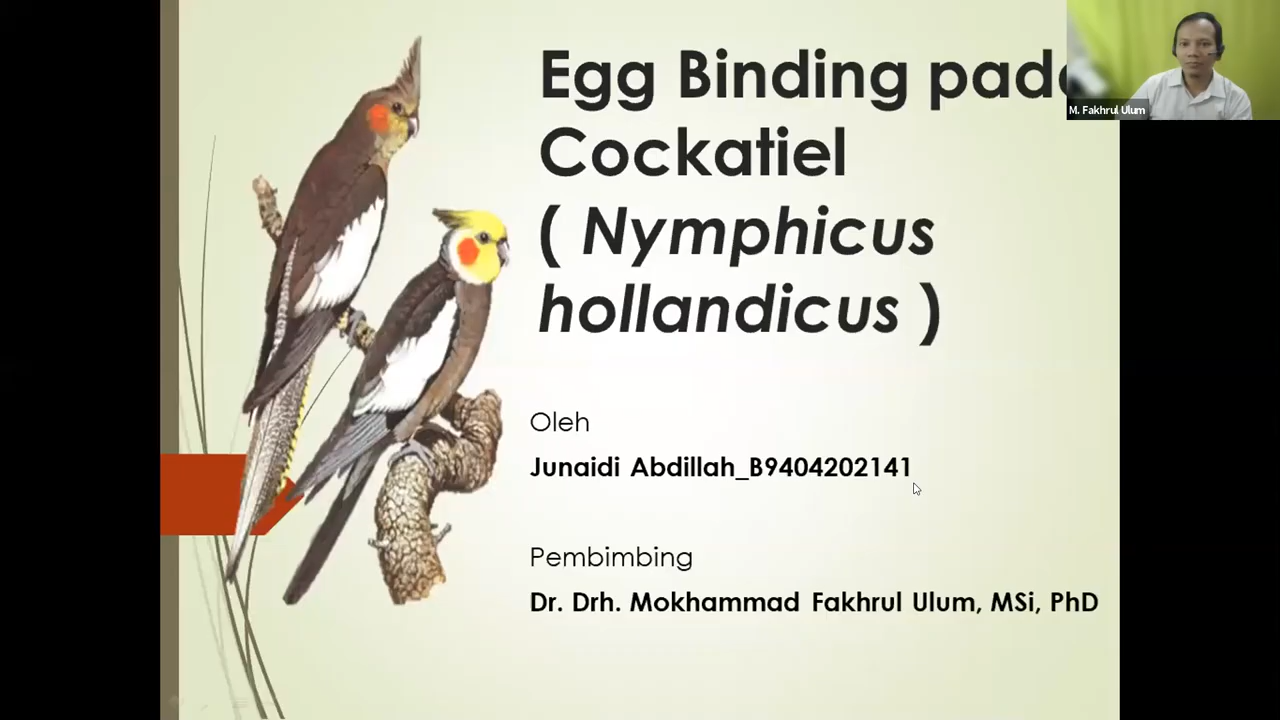 Egg Binding pada
Cockatiel
( Nymphicus
hollandicus )
M. Fakhrul Ulum
Oleh
Junaidi Abdillah_B9404202141
Pembimbing
Dr. Drh. Mokhammad Fakhrul Ulum, MSi, PhD